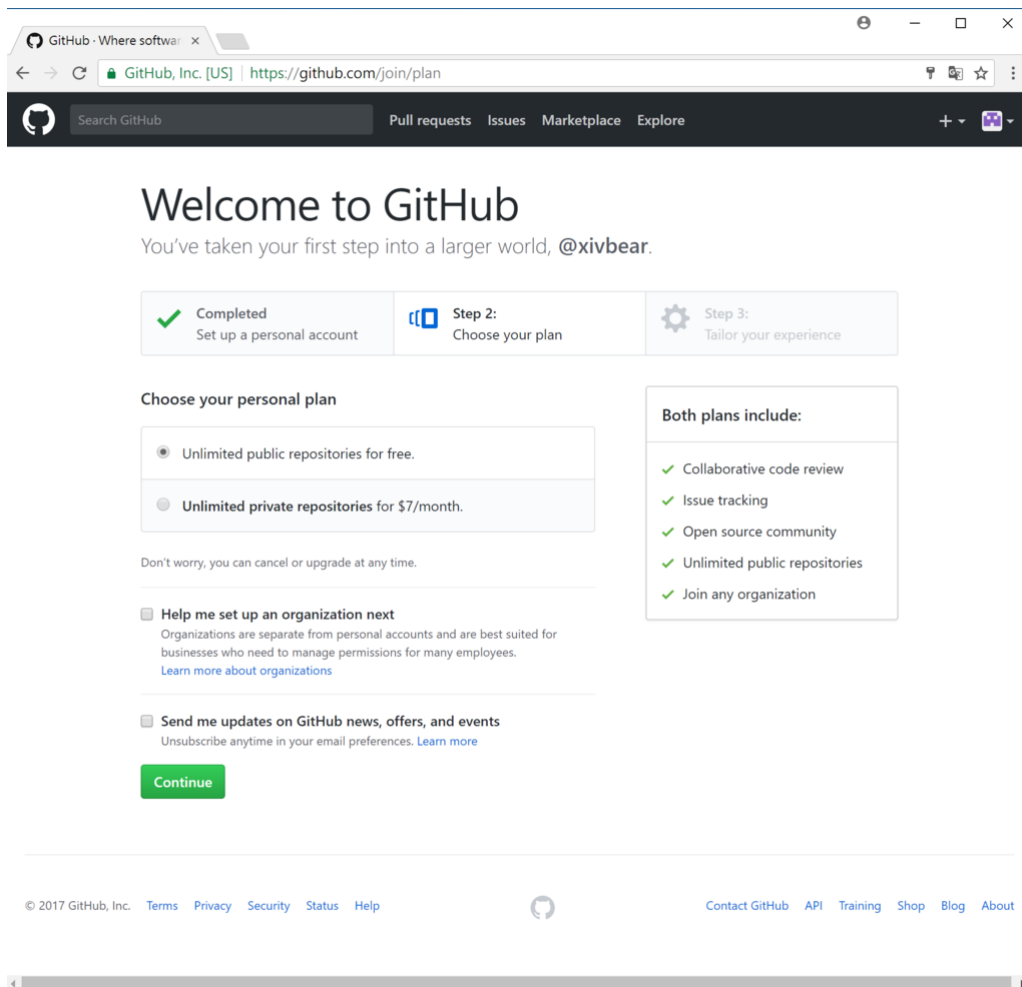 GitHub · Where softwar
GitHub, Inc. [US] https://github.com/join/plan
Search GitHub Pull requests Issues Marketplace Explore
Welcome to GitHub
You've taken your first step into a larger world, @xivbear.
Completed
Set up a personal account
Step 2:
Choose your plan
Step 3:
Tailor your experience
Choose your personal plan
Unlimited public repositories for free.
Unlimited private repositories for $7/month.
Don't worry, you can cancel or upgrade at any time.
Help me set up an organization next
Organizations are separate from personal accounts and are best suited for
businesses who need to manage permissions for many employees.
Learn more about organizations
Send me updates on GitHub news, offers, and events
Unsubscribe anytime in your email preferences. Learn more
Continue
Both plans include:
Collaborative code review
Issue tracking
Open source community
Unlimited public repositories
Join any organization
© 2017 GitHub, Inc. Terms Privacy Security Status Help Contact GitHub API Training Shop Blog About